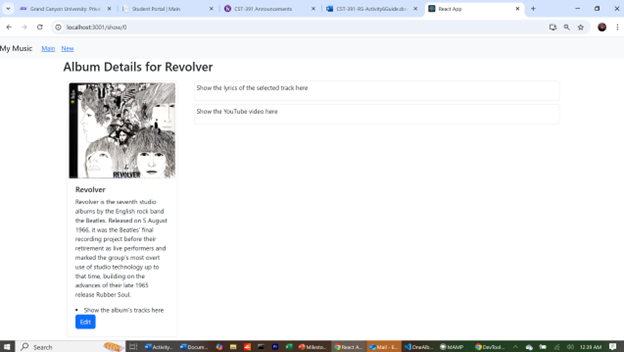 Grand Canyon University: Priva
Student Portal | Main
CST-391 Announcements
CST-391-RS-Activity6Guide.do
React App
localhost:3001/show/0
My Music Main New
Album Details for Revolver
REVOLVER
Show the lyrics of the selected track here
Show the YouTube video here
Revolver
Revolver is the seventh studio
albums by the English rock band
the Beatles. Released on 5 August
1966, it was the Beatles' final
recording project before their
retirement as live performers and
marked the group's most overt
use of studio technology up to
that time, building on the
advances of their late 1965
release Rubber Soul.
Show the album's tracks here
Edit
Search
Activity...
Docum...
Milesto...
React A...
Mail - E...
OneAlb...
MAMP
DevTool...
12:39 AM